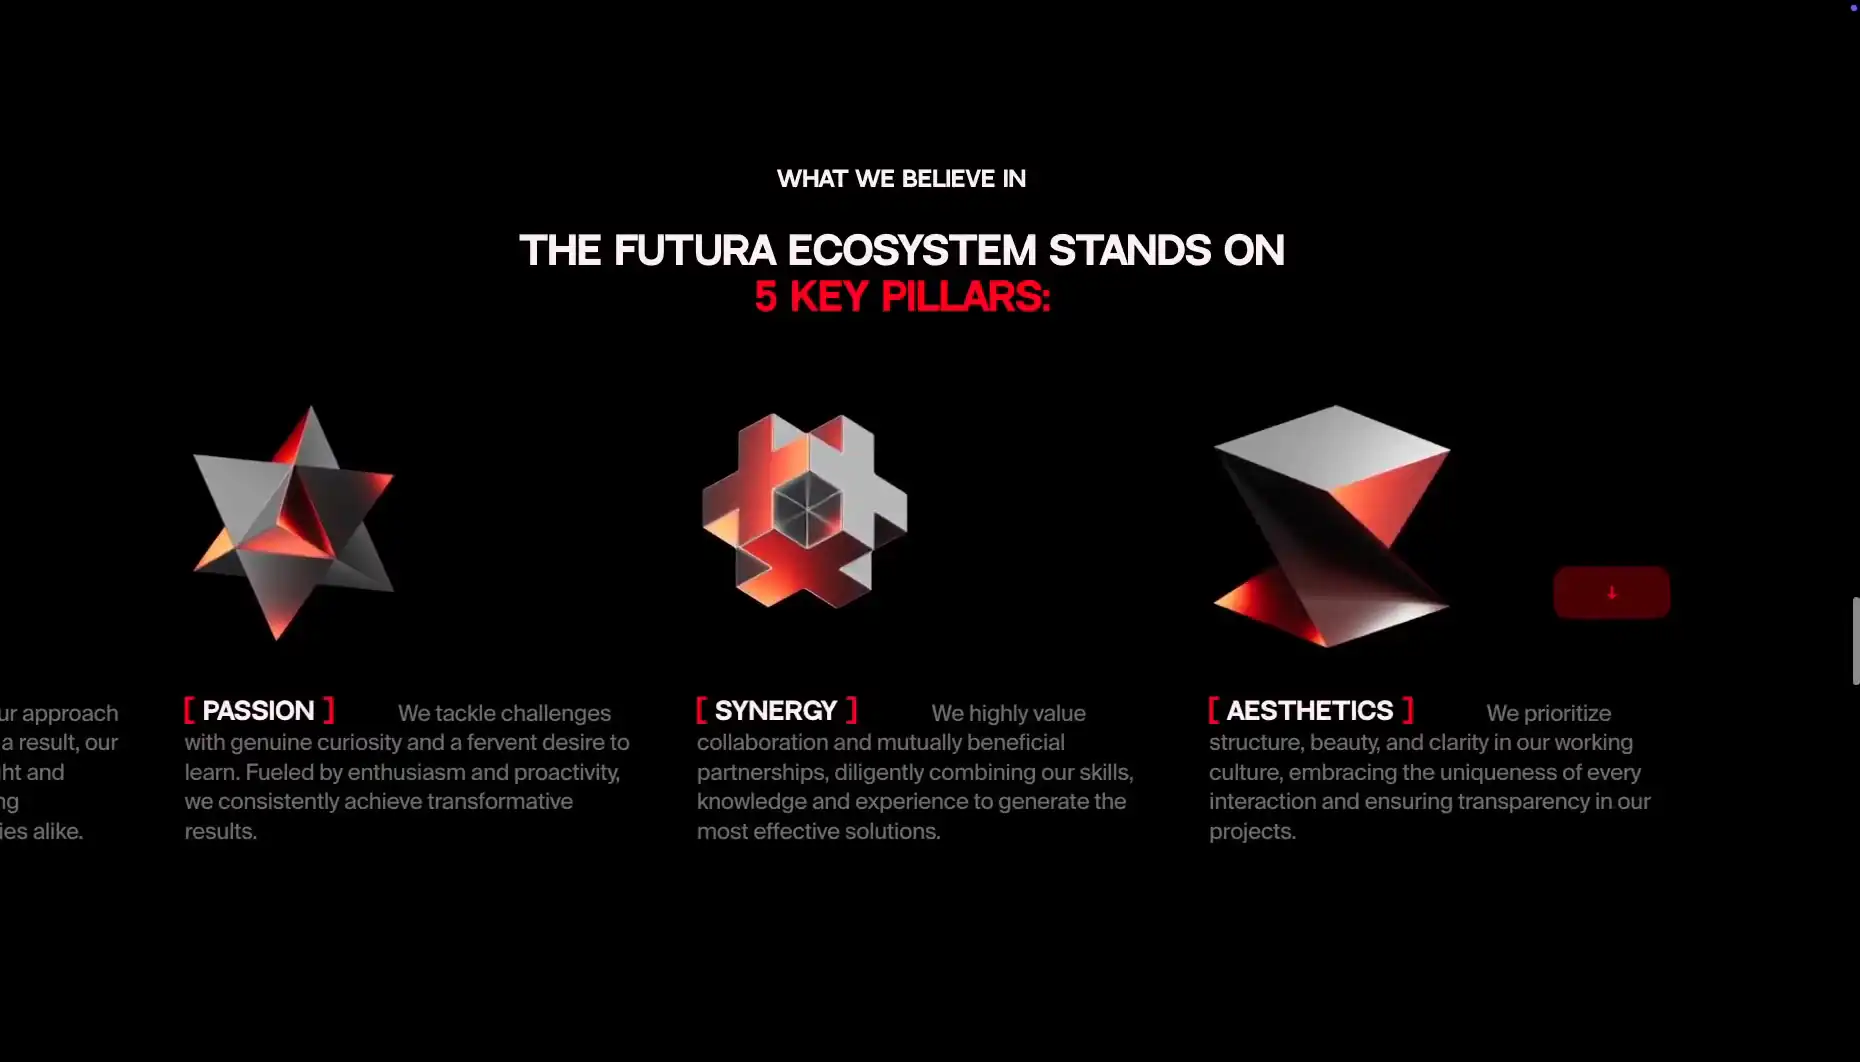 WHAT WE BELIEVE IN
THE FUTURA ECOSYSTEM STANDS ON
5 KEY PILLARS:
ur approach
a result, our
ht and
ng
ies alike.
[ PASSION ] We tackle challenges
with genuine curiosity and a fervent desire to
learn. Fueled by enthusiasm and proactivity,
we consistently achieve transformative
results.
[ SYNERGY ] We highly value
collaboration and mutually beneficial
partnerships, diligently combining our skills,
knowledge and experience to generate the
most effective solutions.
[ AESTHETICS ] We prioritize
structure, beauty, and clarity in our working
culture, embracing the uniqueness of every
interaction and ensuring transparency in our
projects.